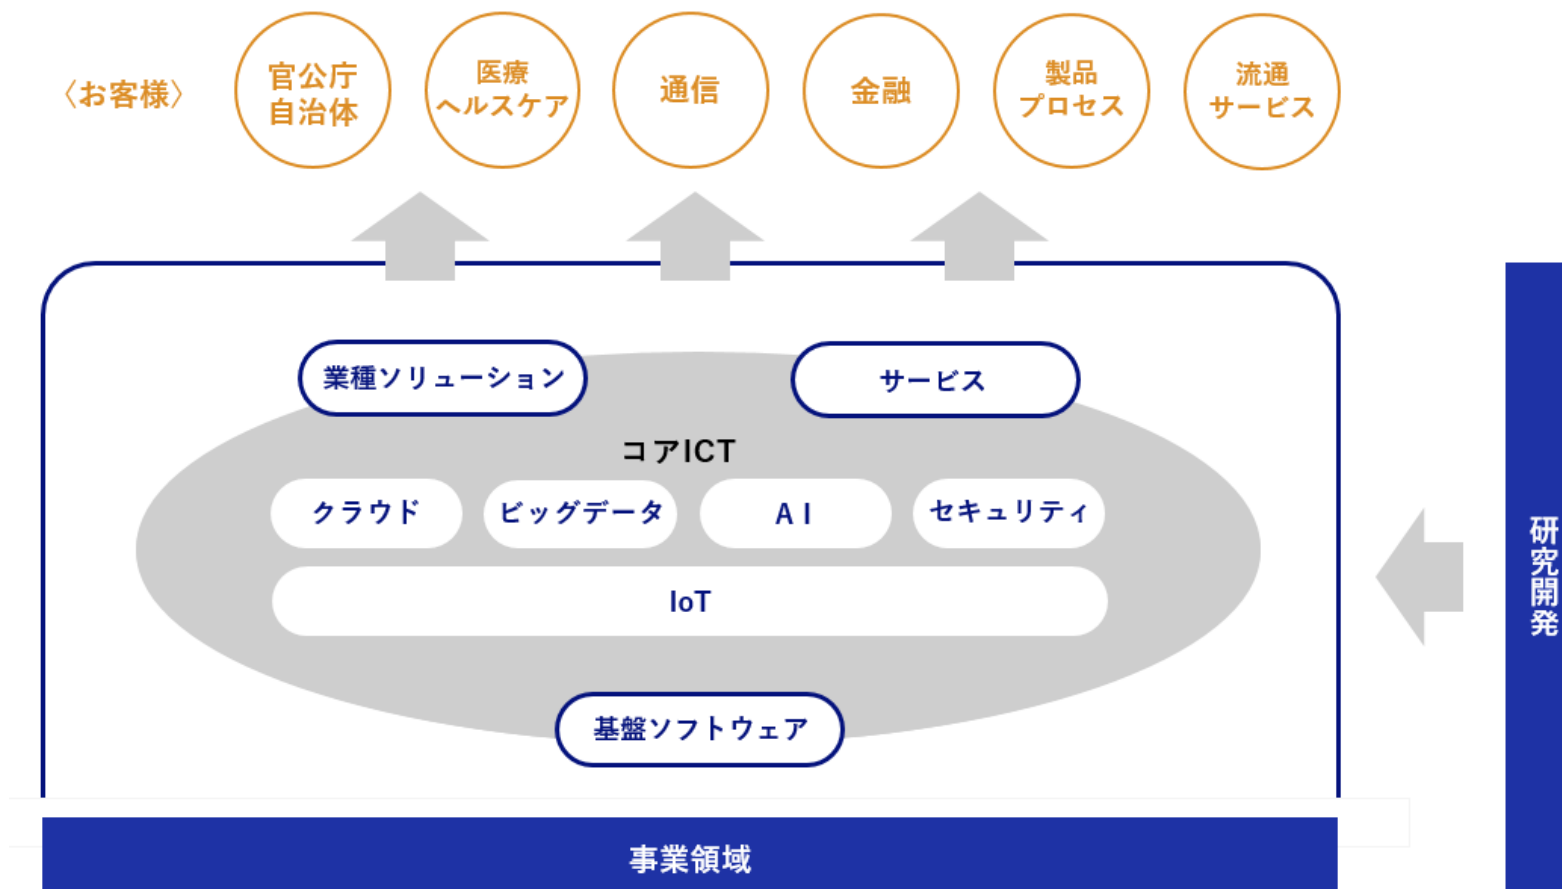 〈お客様〉
官公庁
自治体
医療
ヘルスケア
通信
金融
製品
プロセス
流通
サービス
業種ソリューション
サービス
コアICT
クラウド
ビッグデータ
AI
セキュリティ
IoT
基盤ソフトウェア
事業領域
研究開発